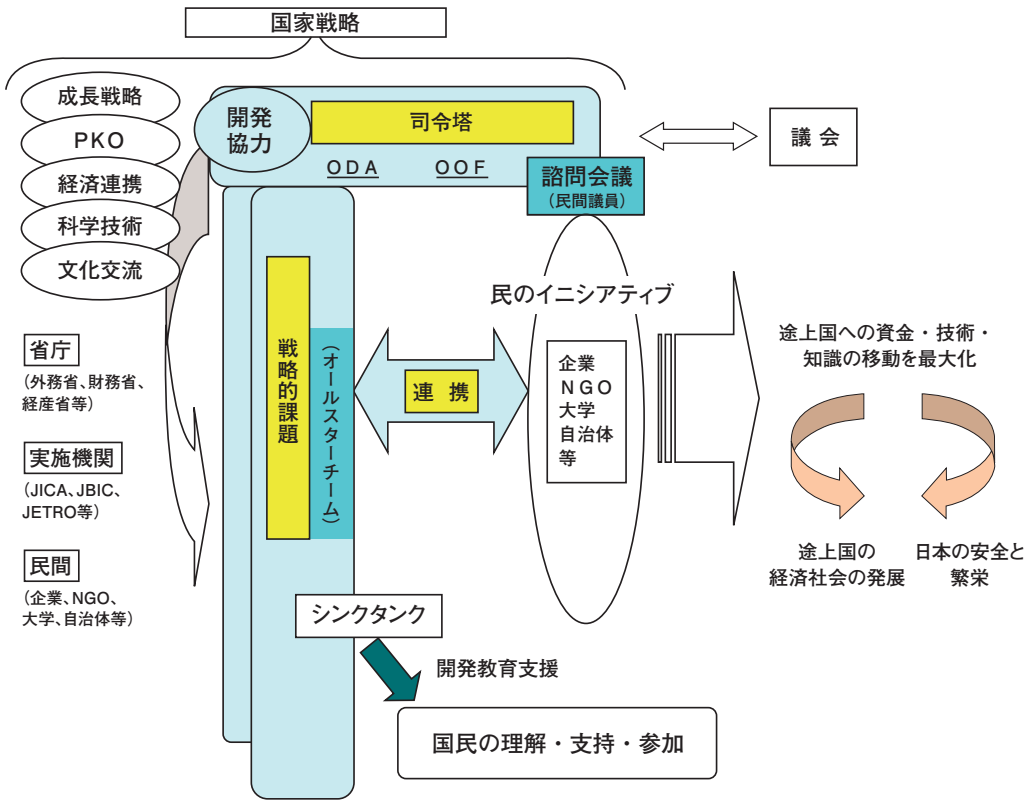 国家戦略
成長戦略
PKO
経済連携
科学技術
文化交流
開発
協力
司令塔
ODA
OOF
諮問会議
（民間議員）
議会
省庁
（外務省、財務省、
経産省等）
実施機関
（JICA、JBIC、
JETRO等）
民間
（企業、NGO、
大学、自治体等）
戦略的課題
（オールスターチーム）
連携
民のイニシアティブ
企業
NGO
大学
自治体
等
途上国への資金・技術・
知識の移動を最大化
途上国の
経済社会の発展
日本の安全と
繁栄
シンクタンク
開発教育支援
国民の理解・支持・参加